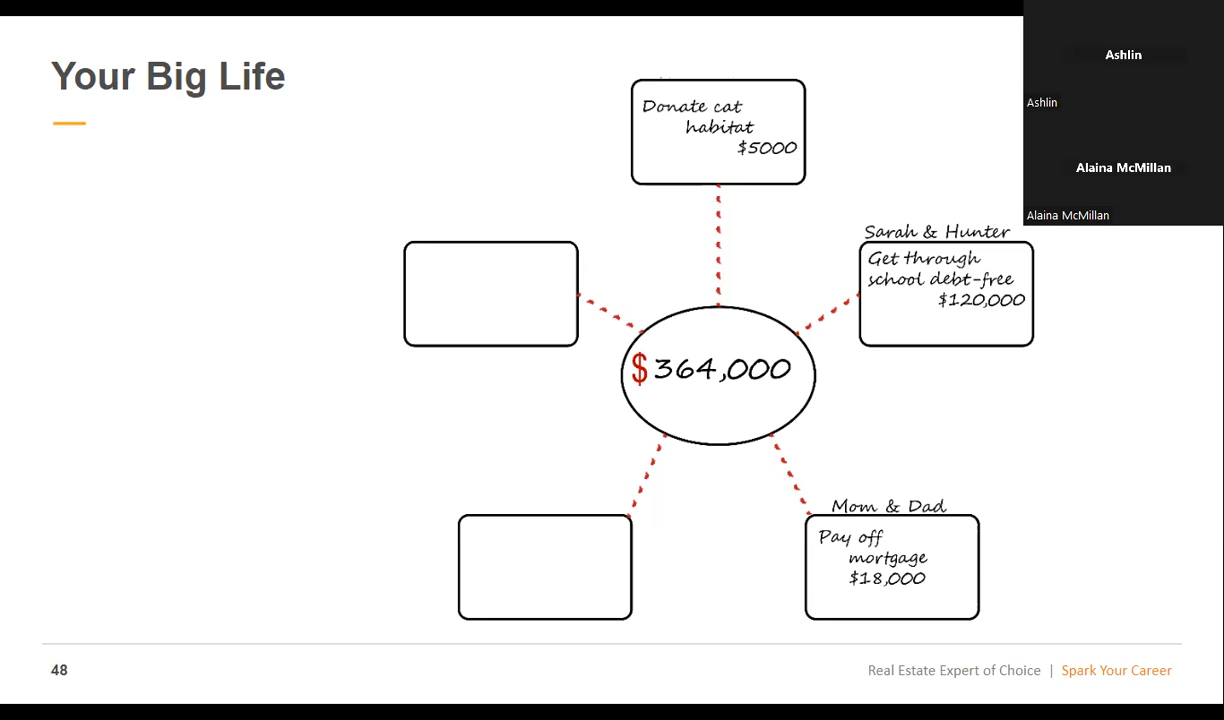 Your Big Life
Donate cat
habitat
$5000
Sarah & Hunter
Get through
school debt-free
$120,000
$364,000
Mom & Dad
Pay off
mortgage
$18,000
48
Real Estate Expert of Choice | Spark Your Career
Ashlin
Ashlin
Alaina McMillan
Alaina McMillan